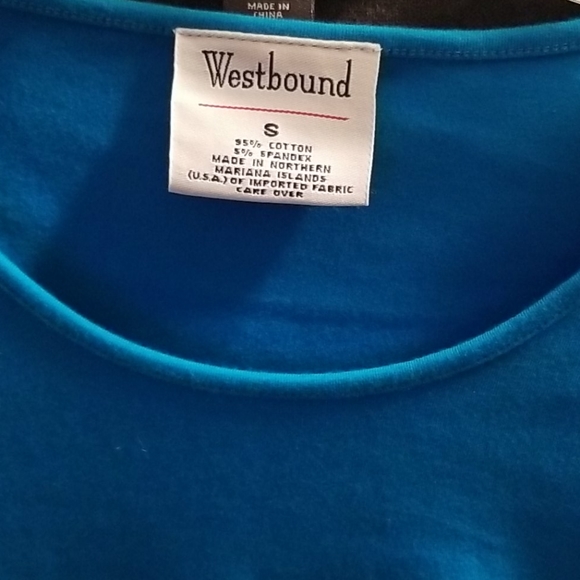 MADE IN
CHINA
Westbound
S
95% COTTON
5% SPANDEX
MADE IN NORTHERN
MARIANA ISLANDS
(U.S.A.) OF IMPORTED FABRIC
CARE OVER